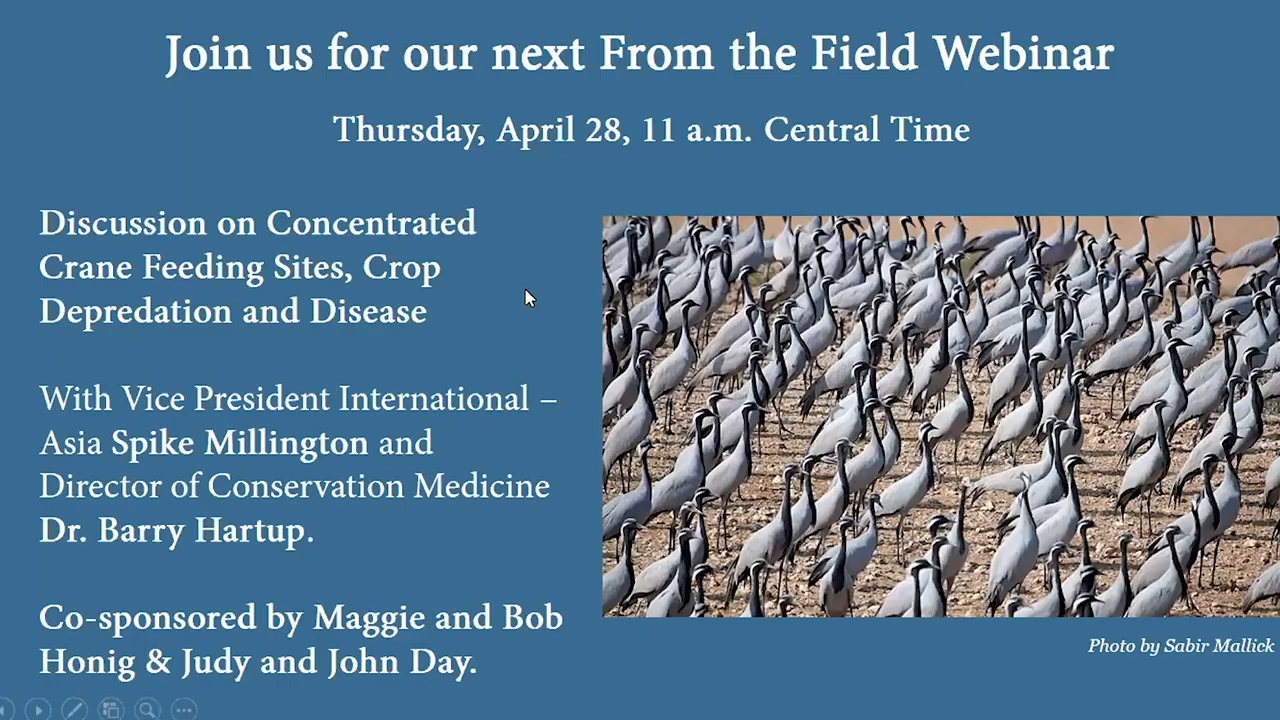 Join us for our next From the Field Webinar
Thursday, April 28, 11 a.m. Central Time
Discussion on Concentrated
Crane Feeding Sites, Crop
Depredation and Disease
With Vice President International –
Asia Spike Millington and
Director of Conservation Medicine
Dr. Barry Hartup.
Co-sponsored by Maggie and Bob
Honig & Judy and John Day.
Photo by Sabir Mallick